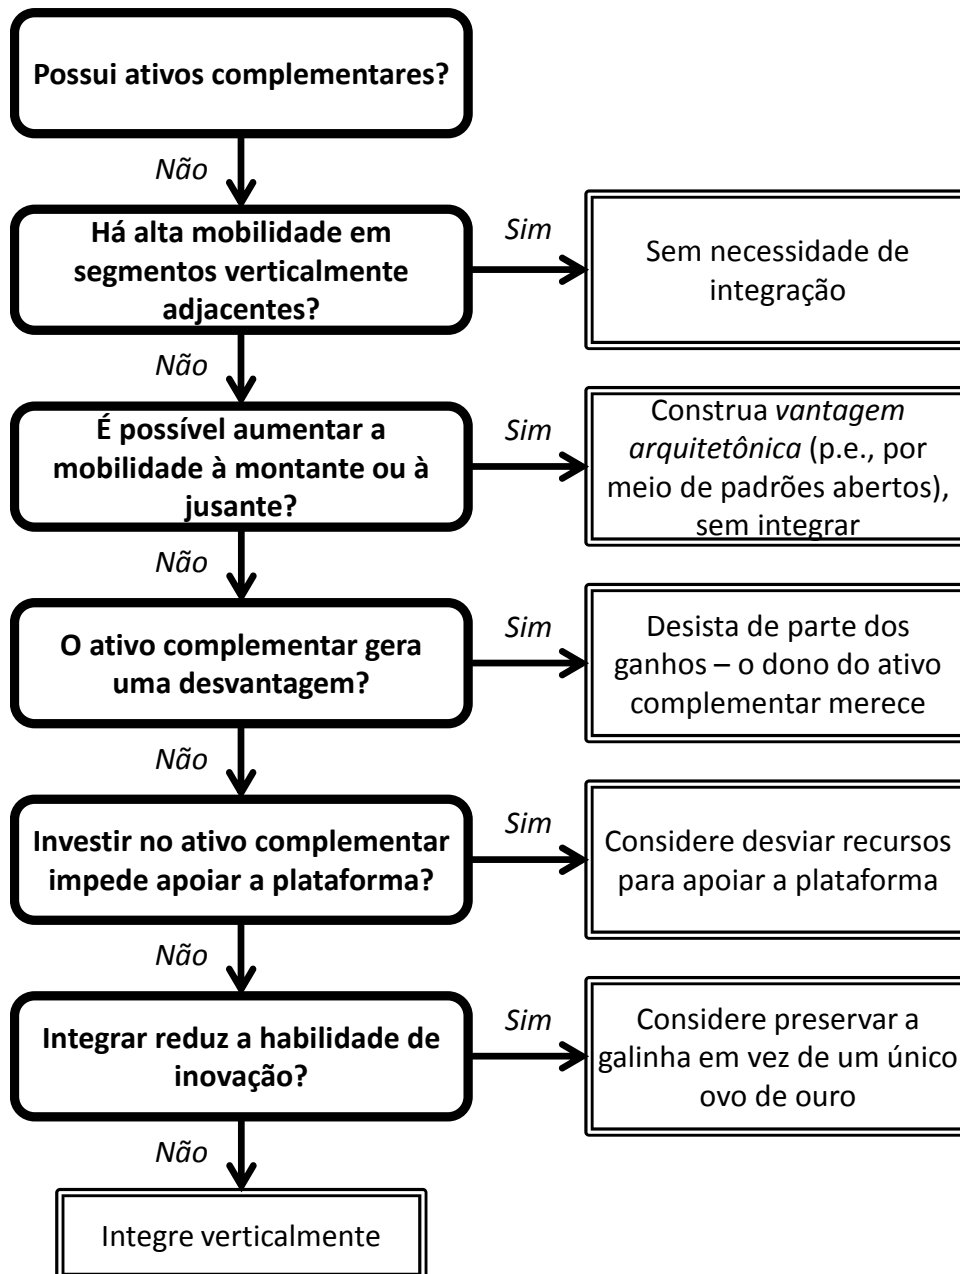 Possui ativos complementares?
Não
Há alta mobilidade em
segmentos verticalmente
adjacentes?
Sim
Sem necessidade de
integração
Não
É possível aumentar a
mobilidade à montante ou à
jusante?
Sim
Construa vantagem
arquitetônica (p.e., por
meio de padrões abertos),
sem integrar
Não
O ativo complementar gera
uma desvantagem?
Sim
Desista de parte dos
ganhos – o dono do ativo
complementar merece
Não
Investir no ativo complementar
impede apoiar a plataforma?
Sim
Considere desviar recursos
para apoiar a plataforma
Não
Integrar reduz a habilidade de
inovação?
Sim
Considere preservar a
galinha em vez de um único
ovo de ouro
Não
Integre verticalmente